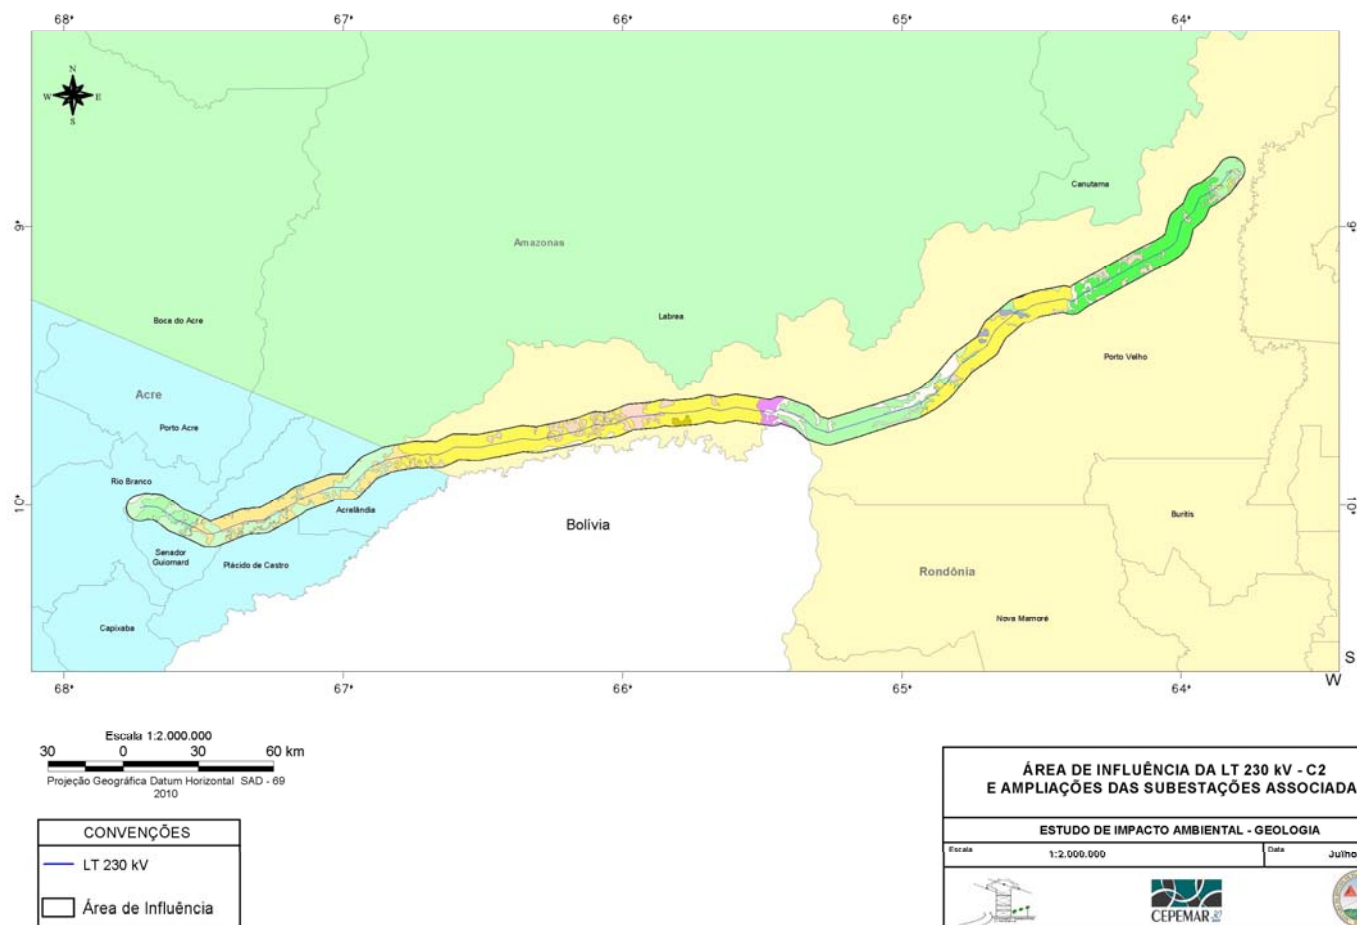 68° 67° 66° 65° 64°
N
W E
S
Canutama
9° 9°
Amazonas
Boca do Acre
Labrea
Porto Velho
Acre
Porto Acre
Rio Branco
10° 10°
Acrelândia
Buritis
Bolívia
Senador
Guiomard
Plácido de Castro
Rondônia
Nova Mamoré
Capixaba
S
W
68° 67° 66° 65° 64°
Escala 1:2.000.000
30 0 30 60 km
Projeção Geográfica Datum Horizontal SAD - 69
2010
CONVENÇÕES
LT 230 kV
Área de Influência
ÁREA DE INFLUÊNCIA DA LT 230 kV - C2
E AMPLIAÇÕES DAS SUBESTAÇÕES ASSOCIADA
ESTUDO DE IMPACTO AMBIENTAL - GEOLOGIA
Escala 1:2.000.000 Data Julho
CEPEMAR